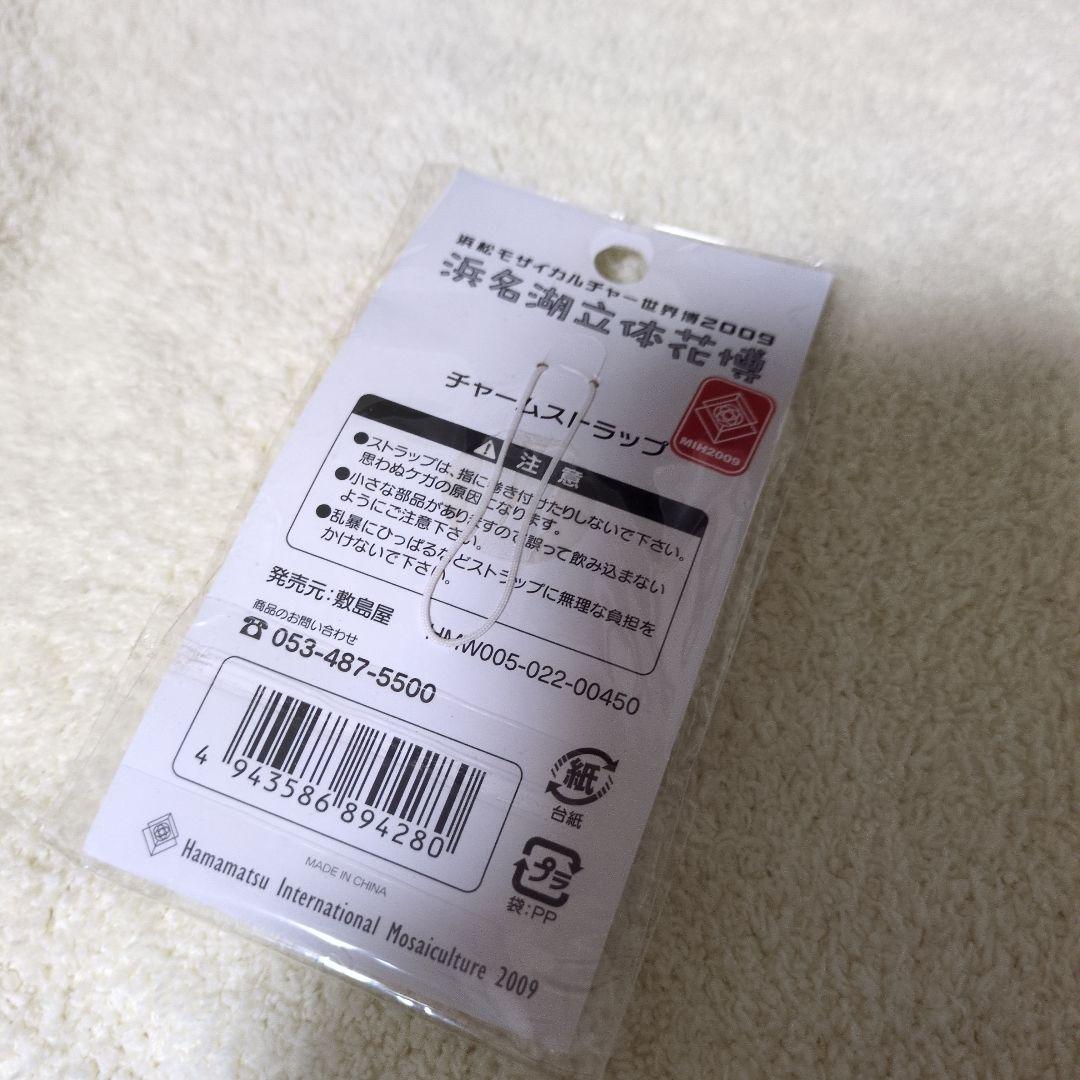 浜松モザイカルチャー世界博2009
浜名湖立体花博
チャームストラップ
MIH2009
注意
●ストラップは、指に巻き付けたりしないで下さい。
思わぬケガの原因になります。
●小さな部品がありますので誤って飲み込まない
ようにご注意下さい。
●乱暴にひっぱるなどストラップに無理な負担を
かけないで下さい。
発売元:敷島屋
HMW005-022-00450
商品のお問い合わせ
☎053-487-5500
4 943586 894280
紙
台紙
プラ
袋:PP
MADE IN CHINA
Hamamatsu International Mosaiculture 2009